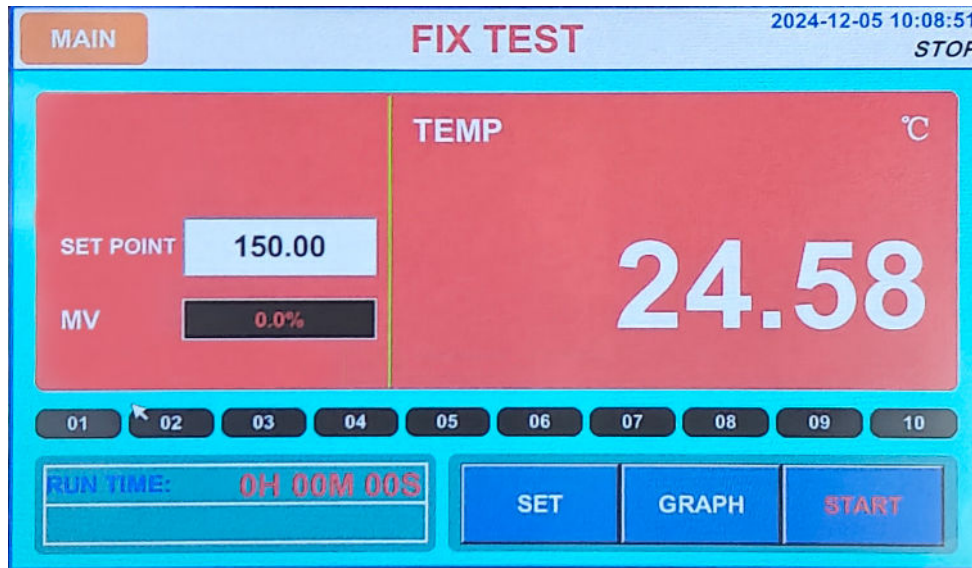 MAIN
FIX TEST
2024-12-05 10:08:51
STOP
TEMP
℃
SET POINT 150.00
24.58
MV 0.0%
01 02 03 04 05 06 07 08 09 10
RUN TIME: 0H 00M 00S
SET GRAPH START